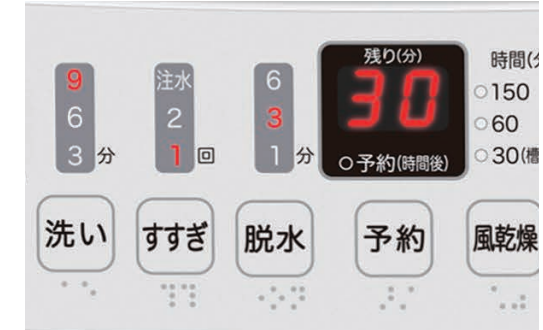 9
6
3 分
注水
2
1 回
6
3
1 分
残り(分)
30
予約(時間後)
時間(分
150
60
30(槽
洗い
すすぎ
脱水
予約
風乾燥